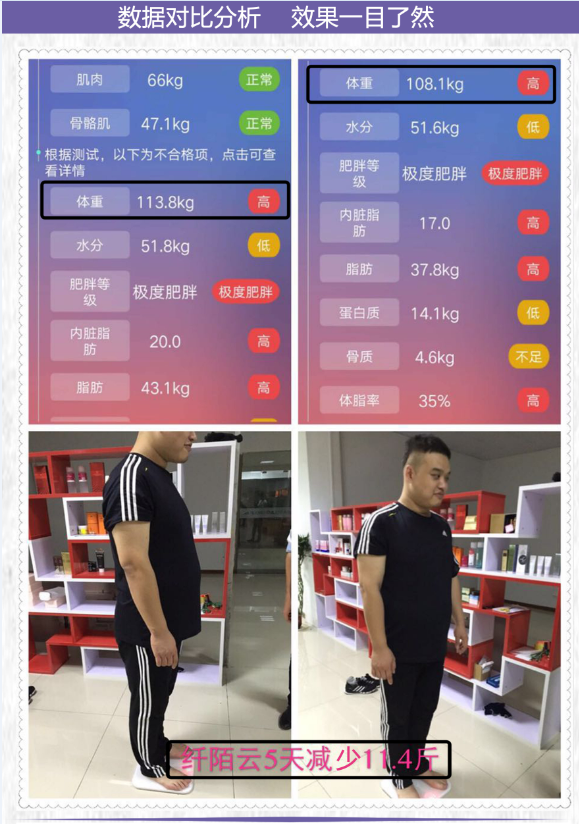 数据对比分析 效果一目了然
肌肉 66kg 正常
骨骼肌 47.1kg 正常
根据测试，以下为不合格项，点击可查
看详情
体重 113.8kg 高
水分 51.8kg 低
肥胖等
级 极度肥胖 极度肥胖
内脏脂
肪 20.0 高
脂肪 43.1kg 高
体重 108.1kg 高
水分 51.6kg 低
肥胖等
级 极度肥胖 极度肥胖
内脏脂
肪 17.0 高
脂肪 37.8kg 高
蛋白质 14.1kg 低
骨质 4.6kg 不足
体脂率 35% 高
纤陌云5天减少11.4斤